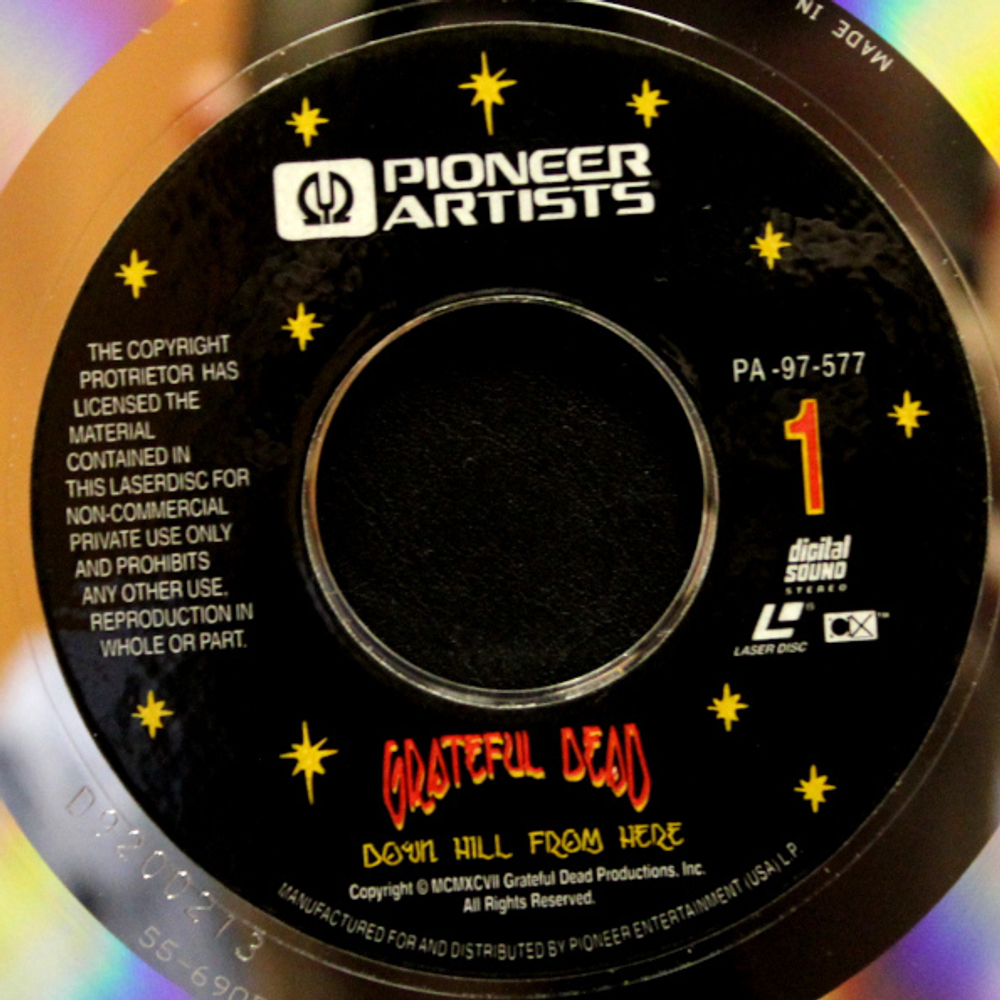 MADE IN
PIONEER
ARTISTS
THE COPYRIGHT
PROTRIETOR HAS
LICENSED THE
MATERIAL
CONTAINED IN
THIS LASERDISC FOR
NON-COMMERCIAL
PRIVATE USE ONLY
AND PROHIBITS
ANY OTHER USE.
REPRODUCTION IN
WHOLE OR PART.
PA-97-577
1
digital
SOUND
STEREO
L ®
LASER DISC
CX ™
GRATEFUL DEAD
DOWN HILL FROM HERE
Copyright © MCMXCVII Grateful Dead Productions, Inc.
All Rights Reserved.
MANUFACTURED FOR AND DISTRIBUTED BY PIONEER ENTERTAINMENT (USA) L.P.
D9200213